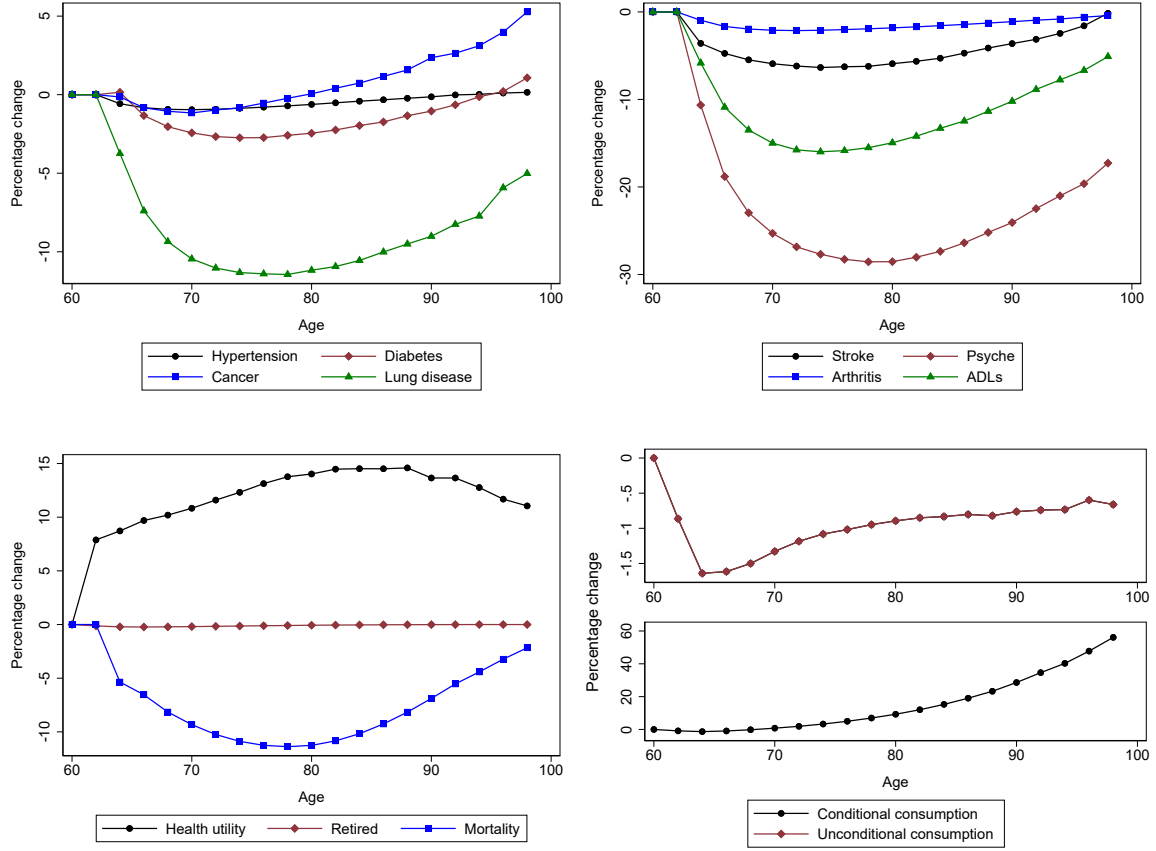 5
0
-5
-10
Percentage change
60
70
80
90
100
Age
Hypertension
Diabetes
Cancer
Lung disease
0
-10
-20
-30
Percentage change
60
70
80
90
100
Age
Stroke
Psyche
Arthritis
ADLs
15
10
5
0
-5
-10
Percentage change
60
70
80
90
100
Age
Health utility
Retired
Mortality
0
-.5
-1
-1.5
60
70
80
90
100
Percentage change
60
40
20
0
60
70
80
90
100
Age
Conditional consumption
Unconditional consumption